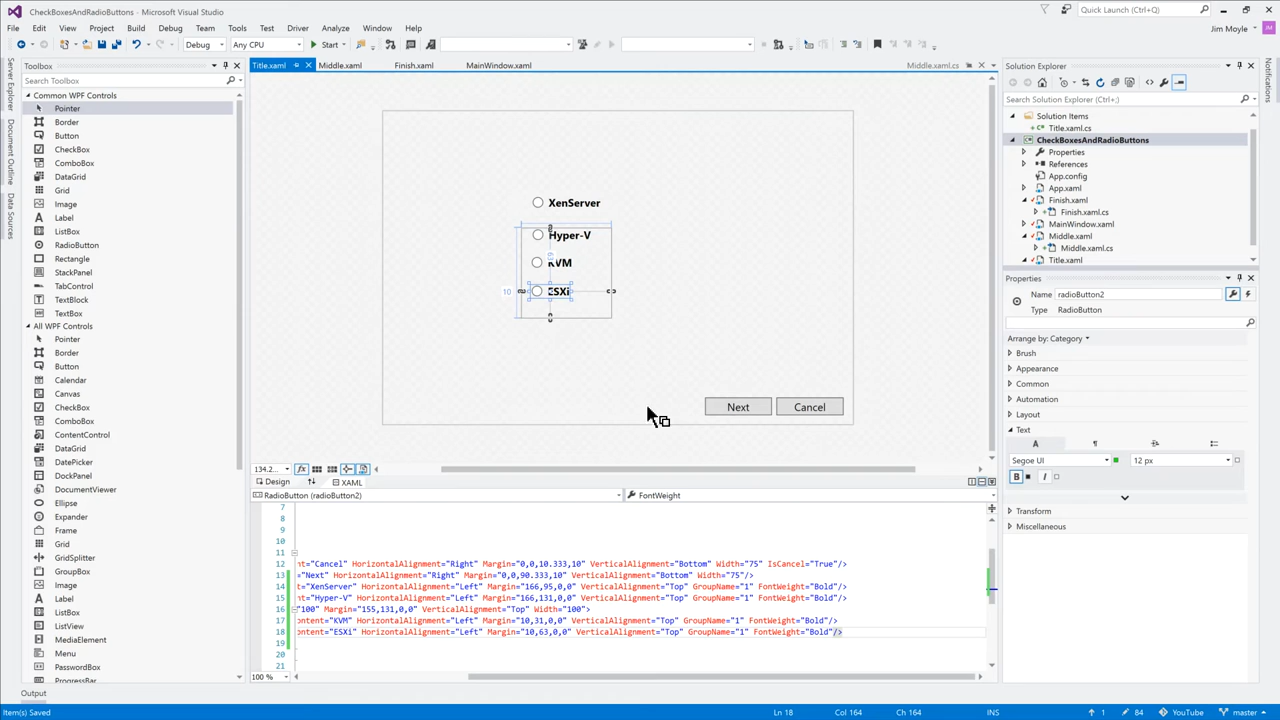 CheckBoxesAndRadioButtons - Microsoft Visual Studio
Quick Launch (Ctrl+Q)
File Edit View Project Build Debug Team Tools Test Driver Analyze Window Help
Jim Moyle
Debug Any CPU Start
Server Explorer
Document Outline
Data Sources
Toolbox
Search Toolbox
Common WPF Controls
Pointer
Border
Button
CheckBox
ComboBox
DataGrid
Grid
Image
Label
ListBox
RadioButton
Rectangle
StackPanel
TabControl
TextBlock
TextBox
All WPF Controls
Pointer
Border
Button
Calendar
Canvas
CheckBox
ComboBox
ContentControl
DataGrid
DatePicker
DockPanel
DocumentViewer
Ellipse
Expander
Frame
Grid
GridSplitter
GroupBox
Image
Label
ListBox
ListView
MediaElement
Menu
PasswordBox
ProgressBar
Title.xaml Middle.xaml Finish.xaml MainWindow.xaml Middle.xaml.cs
XenServer
Hyper-V
KVM
10 ESXi
Next Cancel
134.2...
Design XAML
RadioButton (radioButton2) FontWeight
7
8
9
10
11
12 nt="Cancel" HorizontalAlignment="Right" Margin="0,0,10.333,10" VerticalAlignment="Bottom" Width="75" IsCancel="True"/>
13 ="Next" HorizontalAlignment="Right" Margin="0,0,90.333,10" VerticalAlignment="Bottom" Width="75"/>
14 t="XenServer" HorizontalAlignment="Left" Margin="166,95,0,0" VerticalAlignment="Top" GroupName="1" FontWeight="Bold"/>
15 t="Hyper-V" HorizontalAlignment="Left" Margin="166,131,0,0" VerticalAlignment="Top" GroupName="1" FontWeight="Bold"/>
16 "100" Margin="155,131,0,0" VerticalAlignment="Top" Width="100">
17 ontent="KVM" HorizontalAlignment="Left" Margin="10,31,0,0" VerticalAlignment="Top" GroupName="1" FontWeight="Bold"/>
18 ontent="ESXi" HorizontalAlignment="Left" Margin="10,63,0,0" VerticalAlignment="Top" GroupName="1" FontWeight="Bold"/>
19
20
21
100 %
Solution Explorer
Search Solution Explorer (Ctrl+;)
Solution Items
Title.xaml.cs
CheckBoxesAndRadioButtons
Properties
References
App.config
App.xaml
Finish.xaml
Finish.xaml.cs
MainWindow.xaml
Middle.xaml
Middle.xaml.cs
Title.xaml
Properties
Name radioButton2
Type RadioButton
Arrange by: Category
Brush
Appearance
Common
Automation
Layout
Text
A ¶
Segoe UI 12 px
B I
Transform
Miscellaneous
Notifications
Output
Item(s) Saved Ln 18 Col 164 Ch 164 INS 1 84 YouTube master